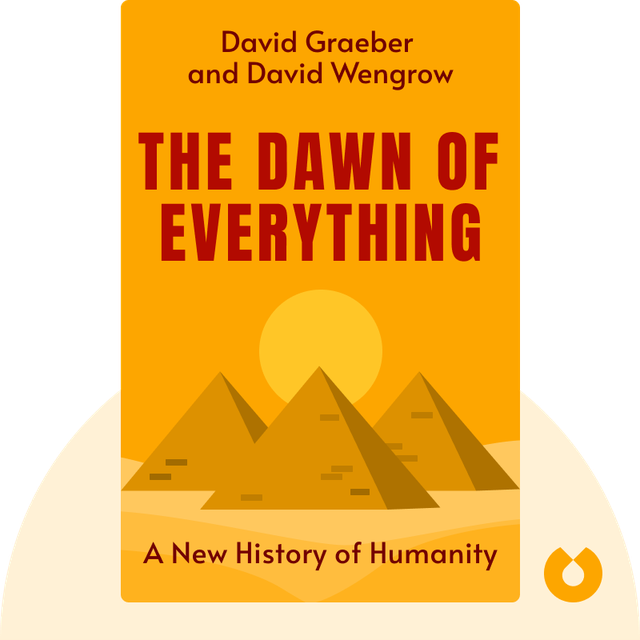 David Graeber
and David Wengrow
THE DAWN OF
EVERYTHING
A New History of Humanity